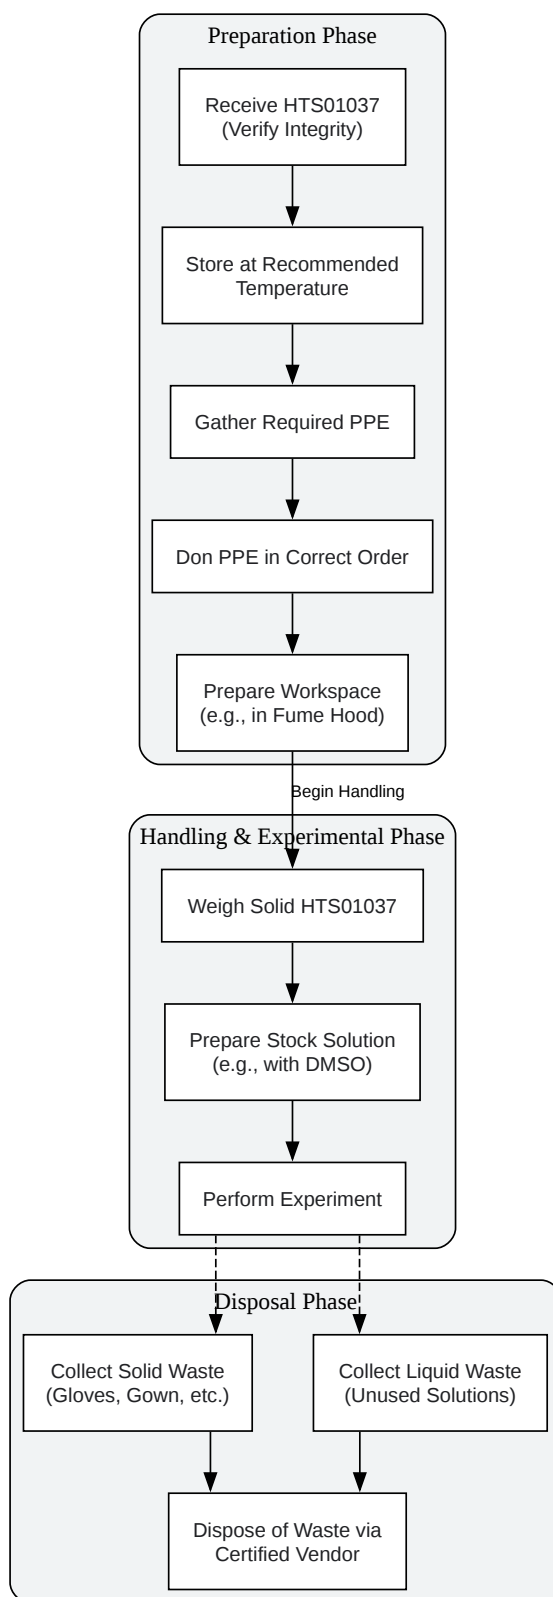 Preparation Phase
Receive HTS01037
(Verify Integrity)
Store at Recommended
Temperature
Gather Required PPE
Don PPE in Correct Order
Prepare Workspace
(e.g., in Fume Hood)
Begin Handling
Handling & Experimental Phase
Weigh Solid HTS01037
Prepare Stock Solution
(e.g., with DMSO)
Perform Experiment
Disposal Phase
Collect Solid Waste
(Gloves, Gown, etc.)
Collect Liquid Waste
(Unused Solutions)
Dispose of Waste via
Certified Vendor